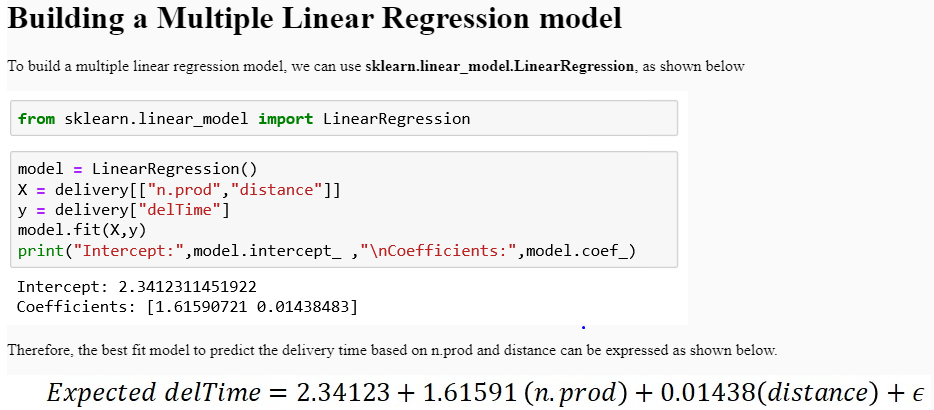 Building a Multiple Linear Regression model
To build a multiple linear regression model, we can use sklearn.linear_model.LinearRegression, as shown below
from sklearn.linear_model import LinearRegression
model = LinearRegression()
X = delivery[["n.prod","distance"]]
y = delivery["delTime"]
model.fit(X,y)
print("Intercept:",model.intercept_ ,"\nCoefficients:",model.coef_)
Intercept: 2.3412311451922
Coefficients: [1.61590721 0.01438483]
Therefore, the best fit model to predict the delivery time based on n.prod and distance can be expressed as shown below.
Expected delTime = 2.34123 + 1.61591 (n.prod) + 0.01438(distance) + ϵ